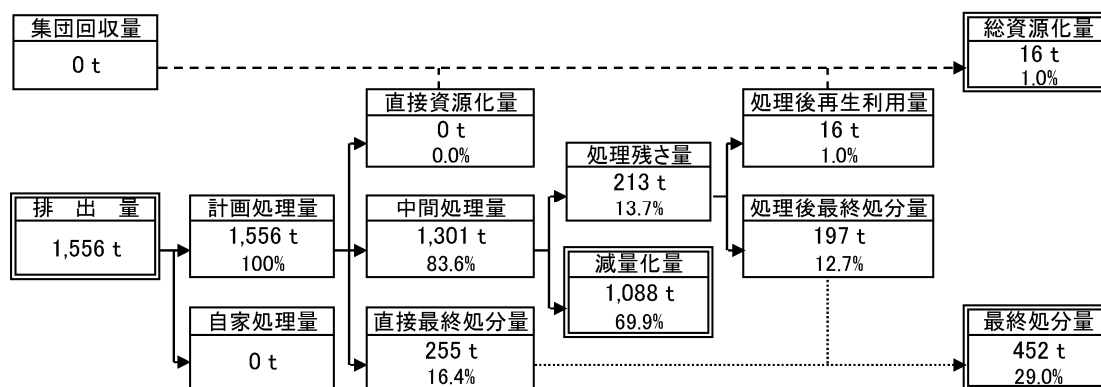 集団回収量
0 t
総資源化量
16 t
1.0%
直接資源化量
0 t
0.0%
処理後再生利用量
16 t
1.0%
処理残さ量
213 t
13.7%
排 出 量
1,556 t
計画処理量
1,556 t
100%
中間処理量
1,301 t
83.6%
処理後最終処分量
197 t
12.7%
減量化量
1,088 t
69.9%
自家処理量
0 t
直接最終処分量
255 t
16.4%
最終処分量
452 t
29.0%